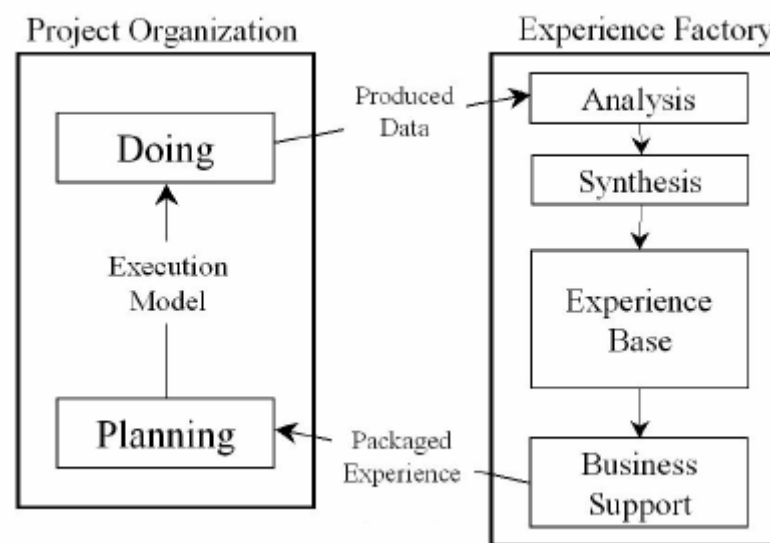 Project Organization
Doing
Execution
Model
Planning
Produced
Data
Packaged
Experience
Experience Factory
Analysis
Synthesis
Experience
Base
Business
Support